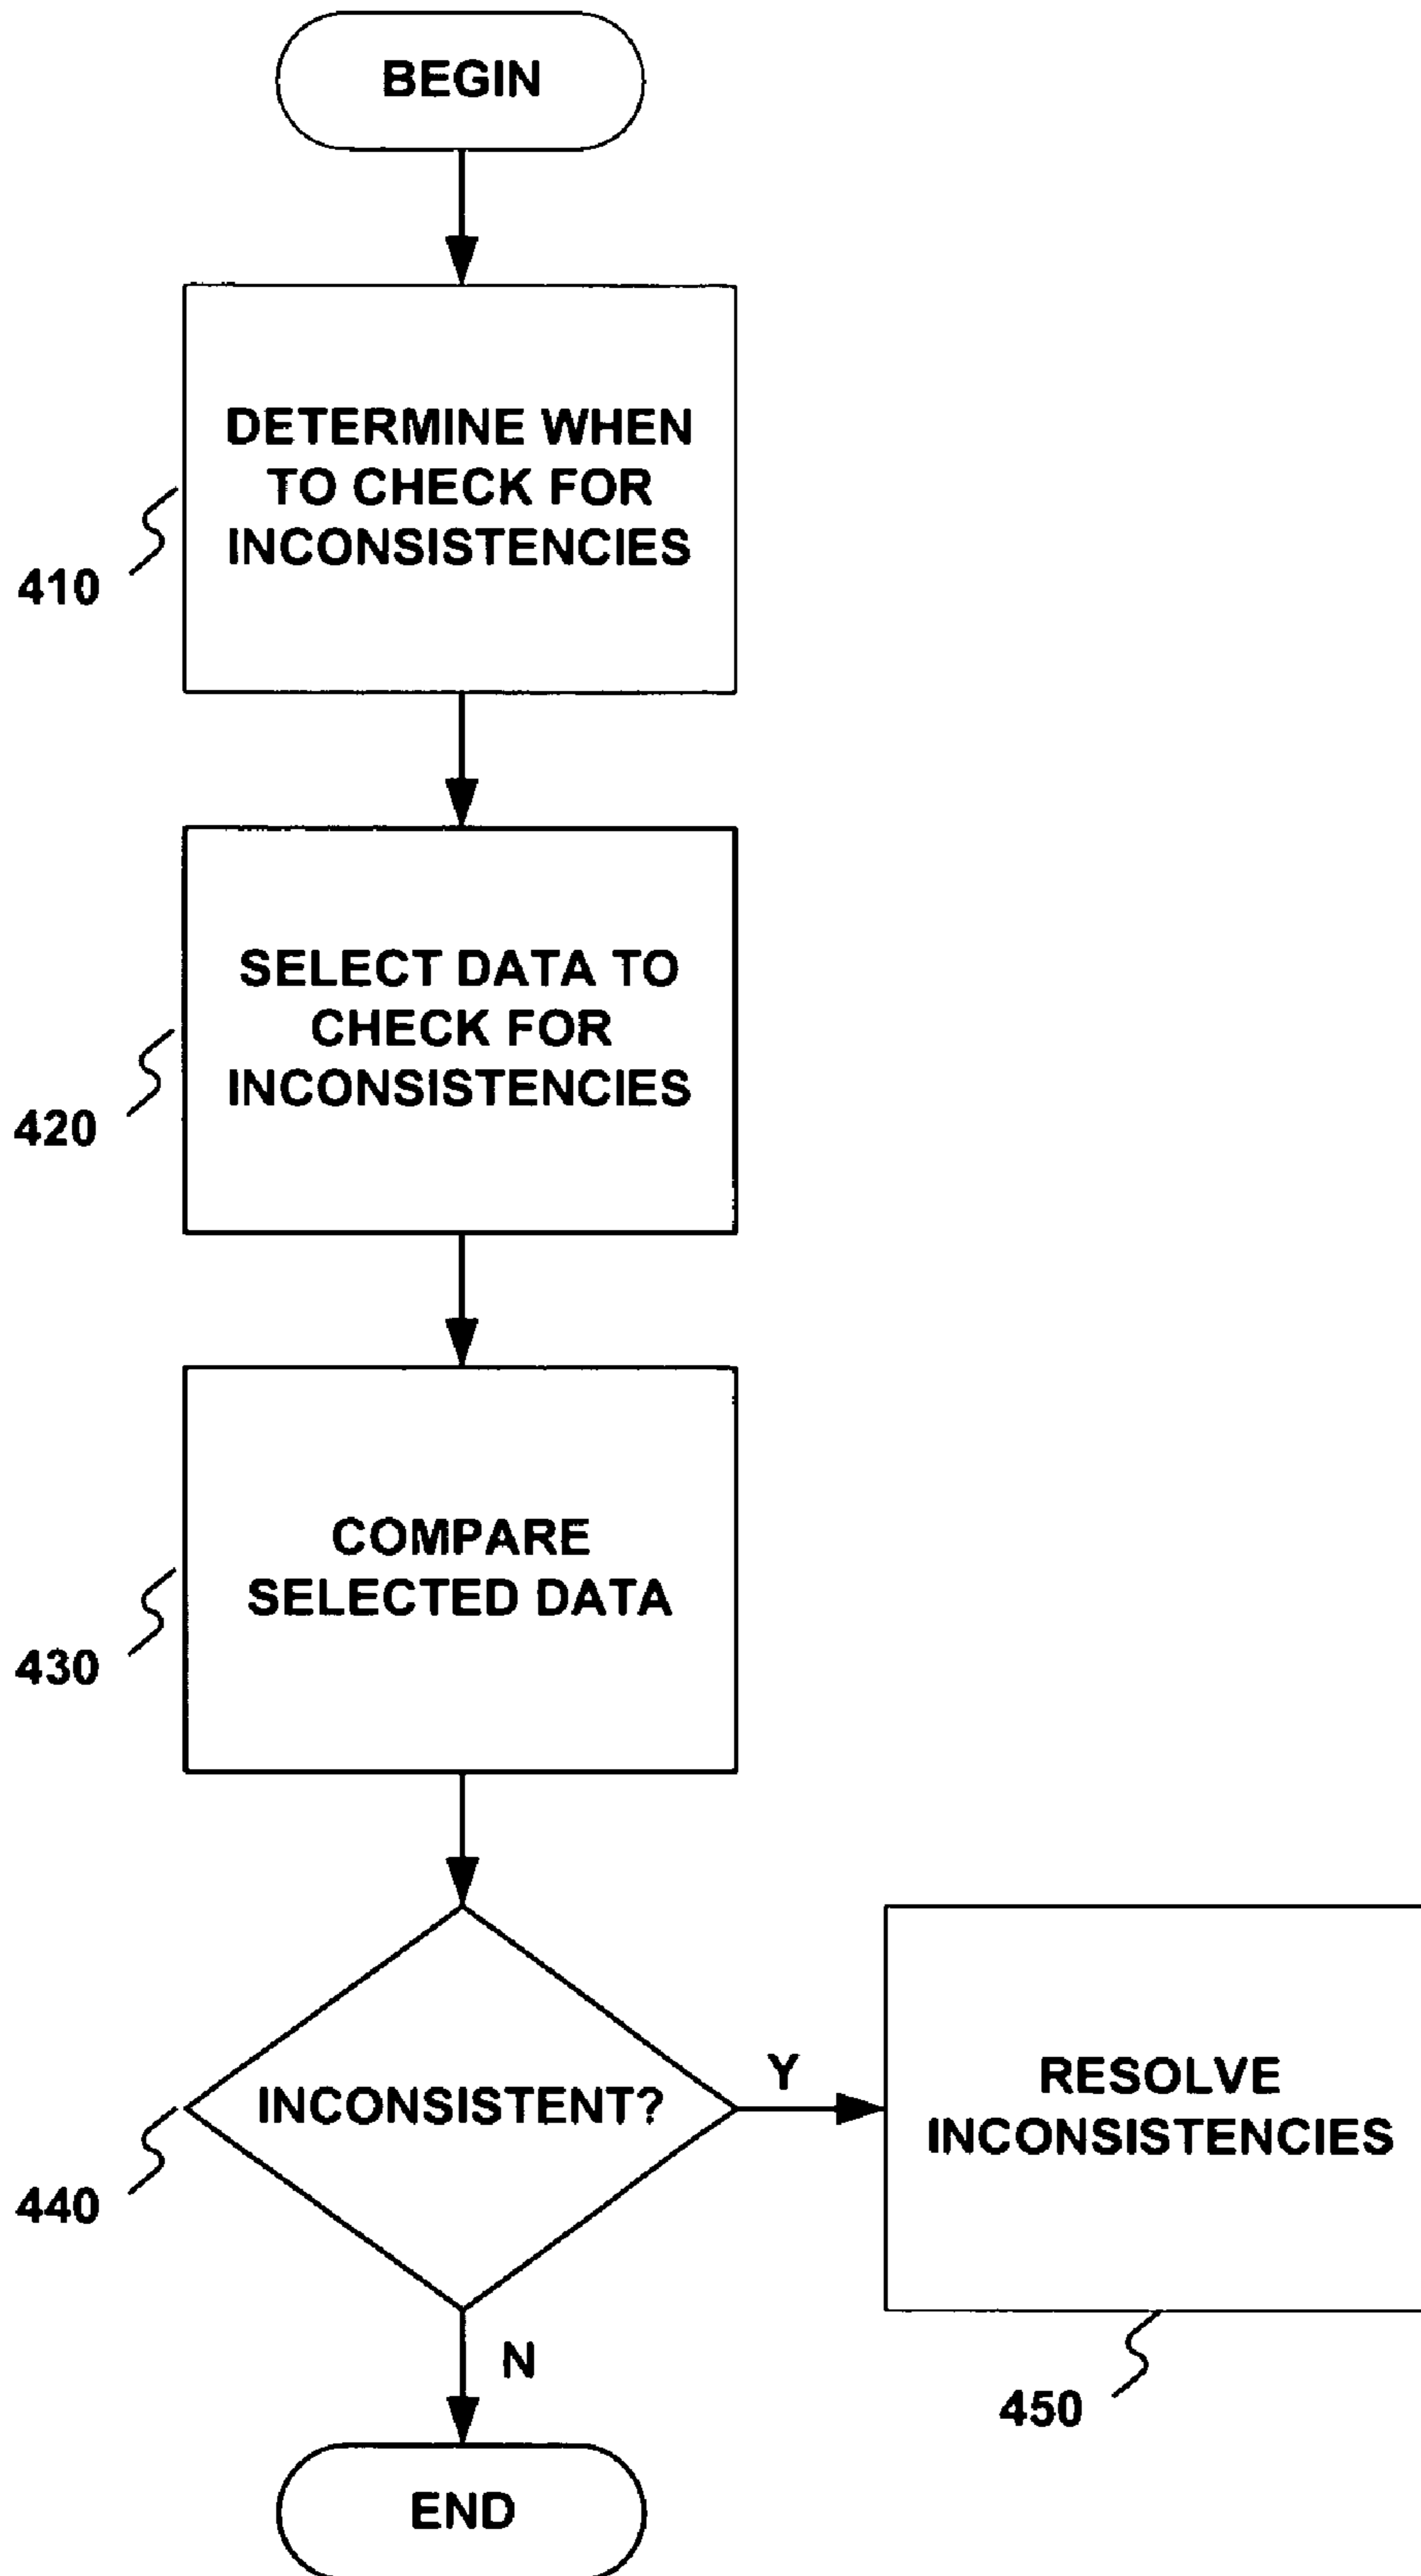 BEGIN
DETERMINE WHEN
TO CHECK FOR
INCONSISTENCIES
410
SELECT DATA TO
CHECK FOR
INCONSISTENCIES
420
COMPARE
SELECTED DATA
430
INCONSISTENT?
440
Y
RESOLVE
INCONSISTENCIES
450
N
END